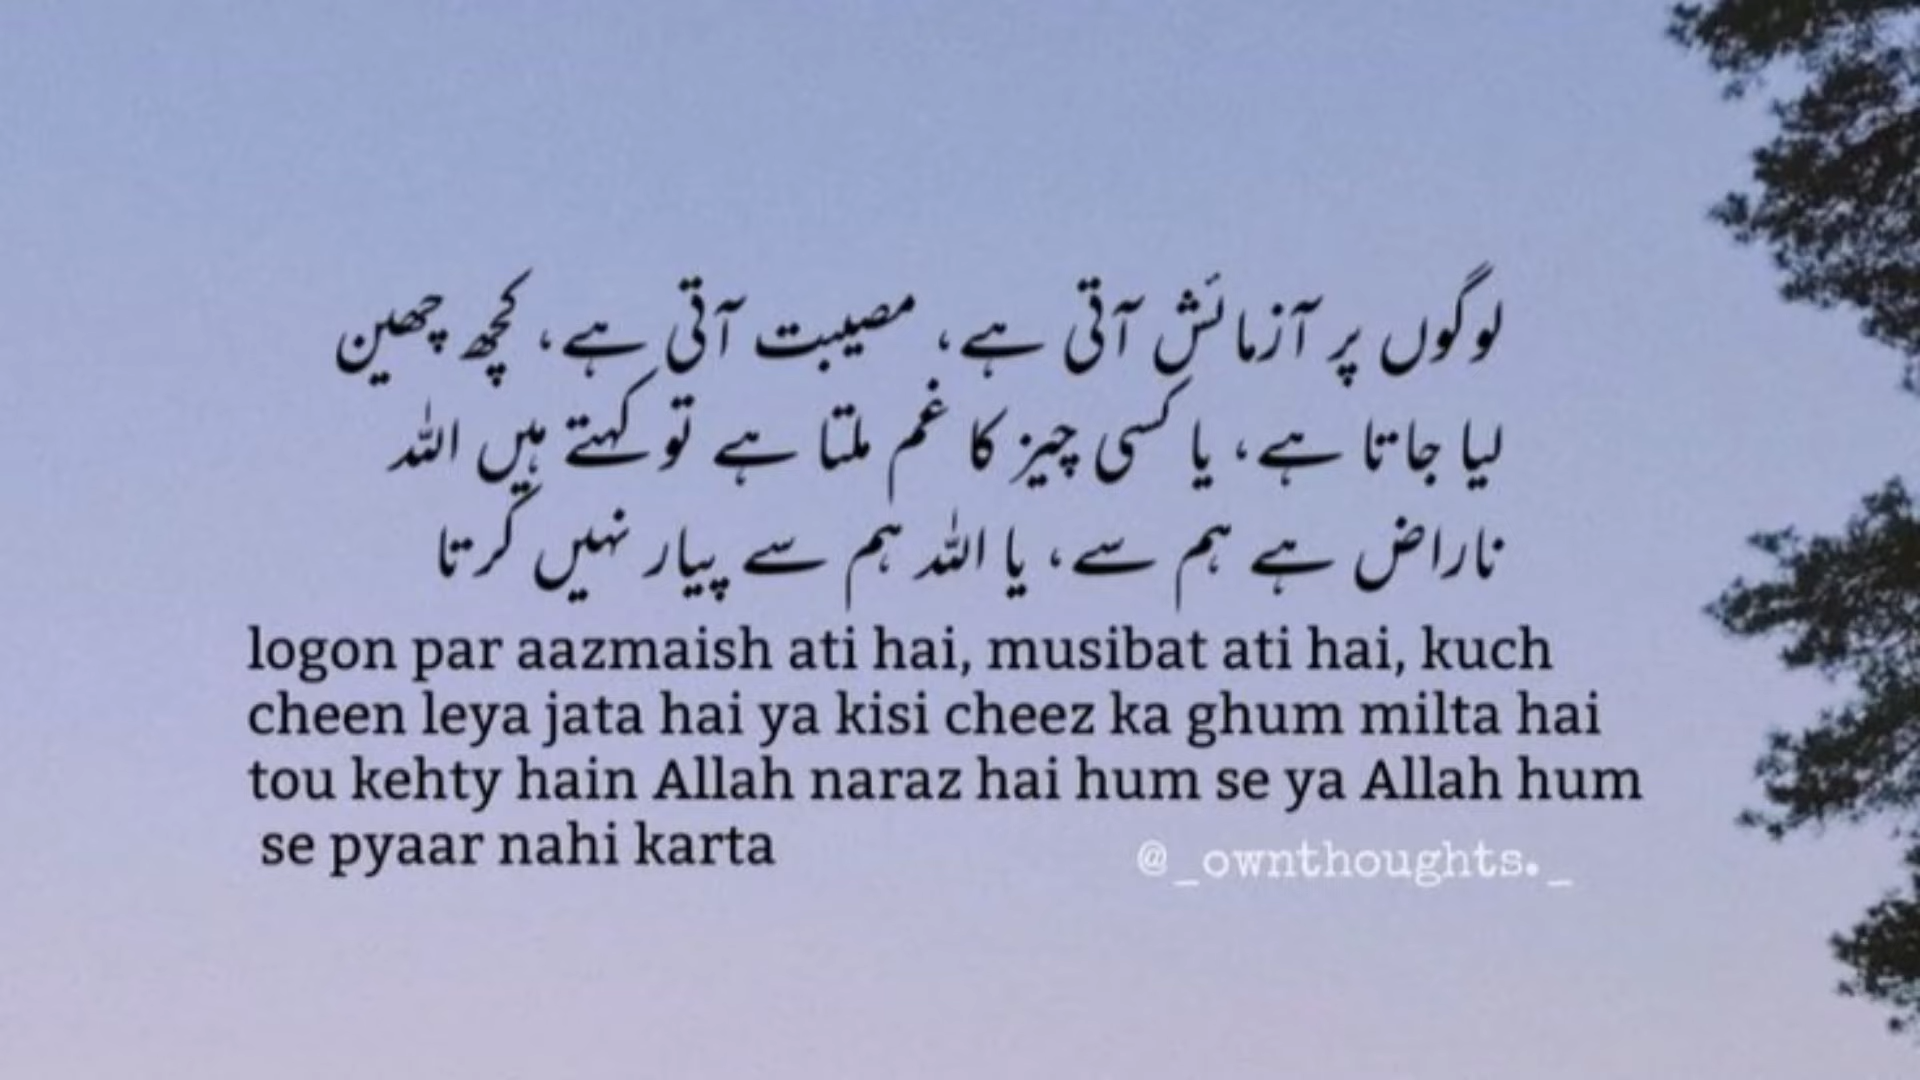 لوگوں پر آزمائش آتی ہے، مصیبت آتی ہے، کچھ چھین
لیا جاتا ہے، یا کسی چیز کا غم ملتا ہے تو کہتے ہیں اللہ
ناراض ہے ہم سے، یا اللہ ہم سے پیار نہیں کرتا
logon par aazmaish ati hai, musibat ati hai, kuch
cheen leya jata hai ya kisi cheez ka ghum milta hai
tou kehty hain Allah naraz hai hum se ya Allah hum
se pyaar nahi karta
@_ownthoughts._